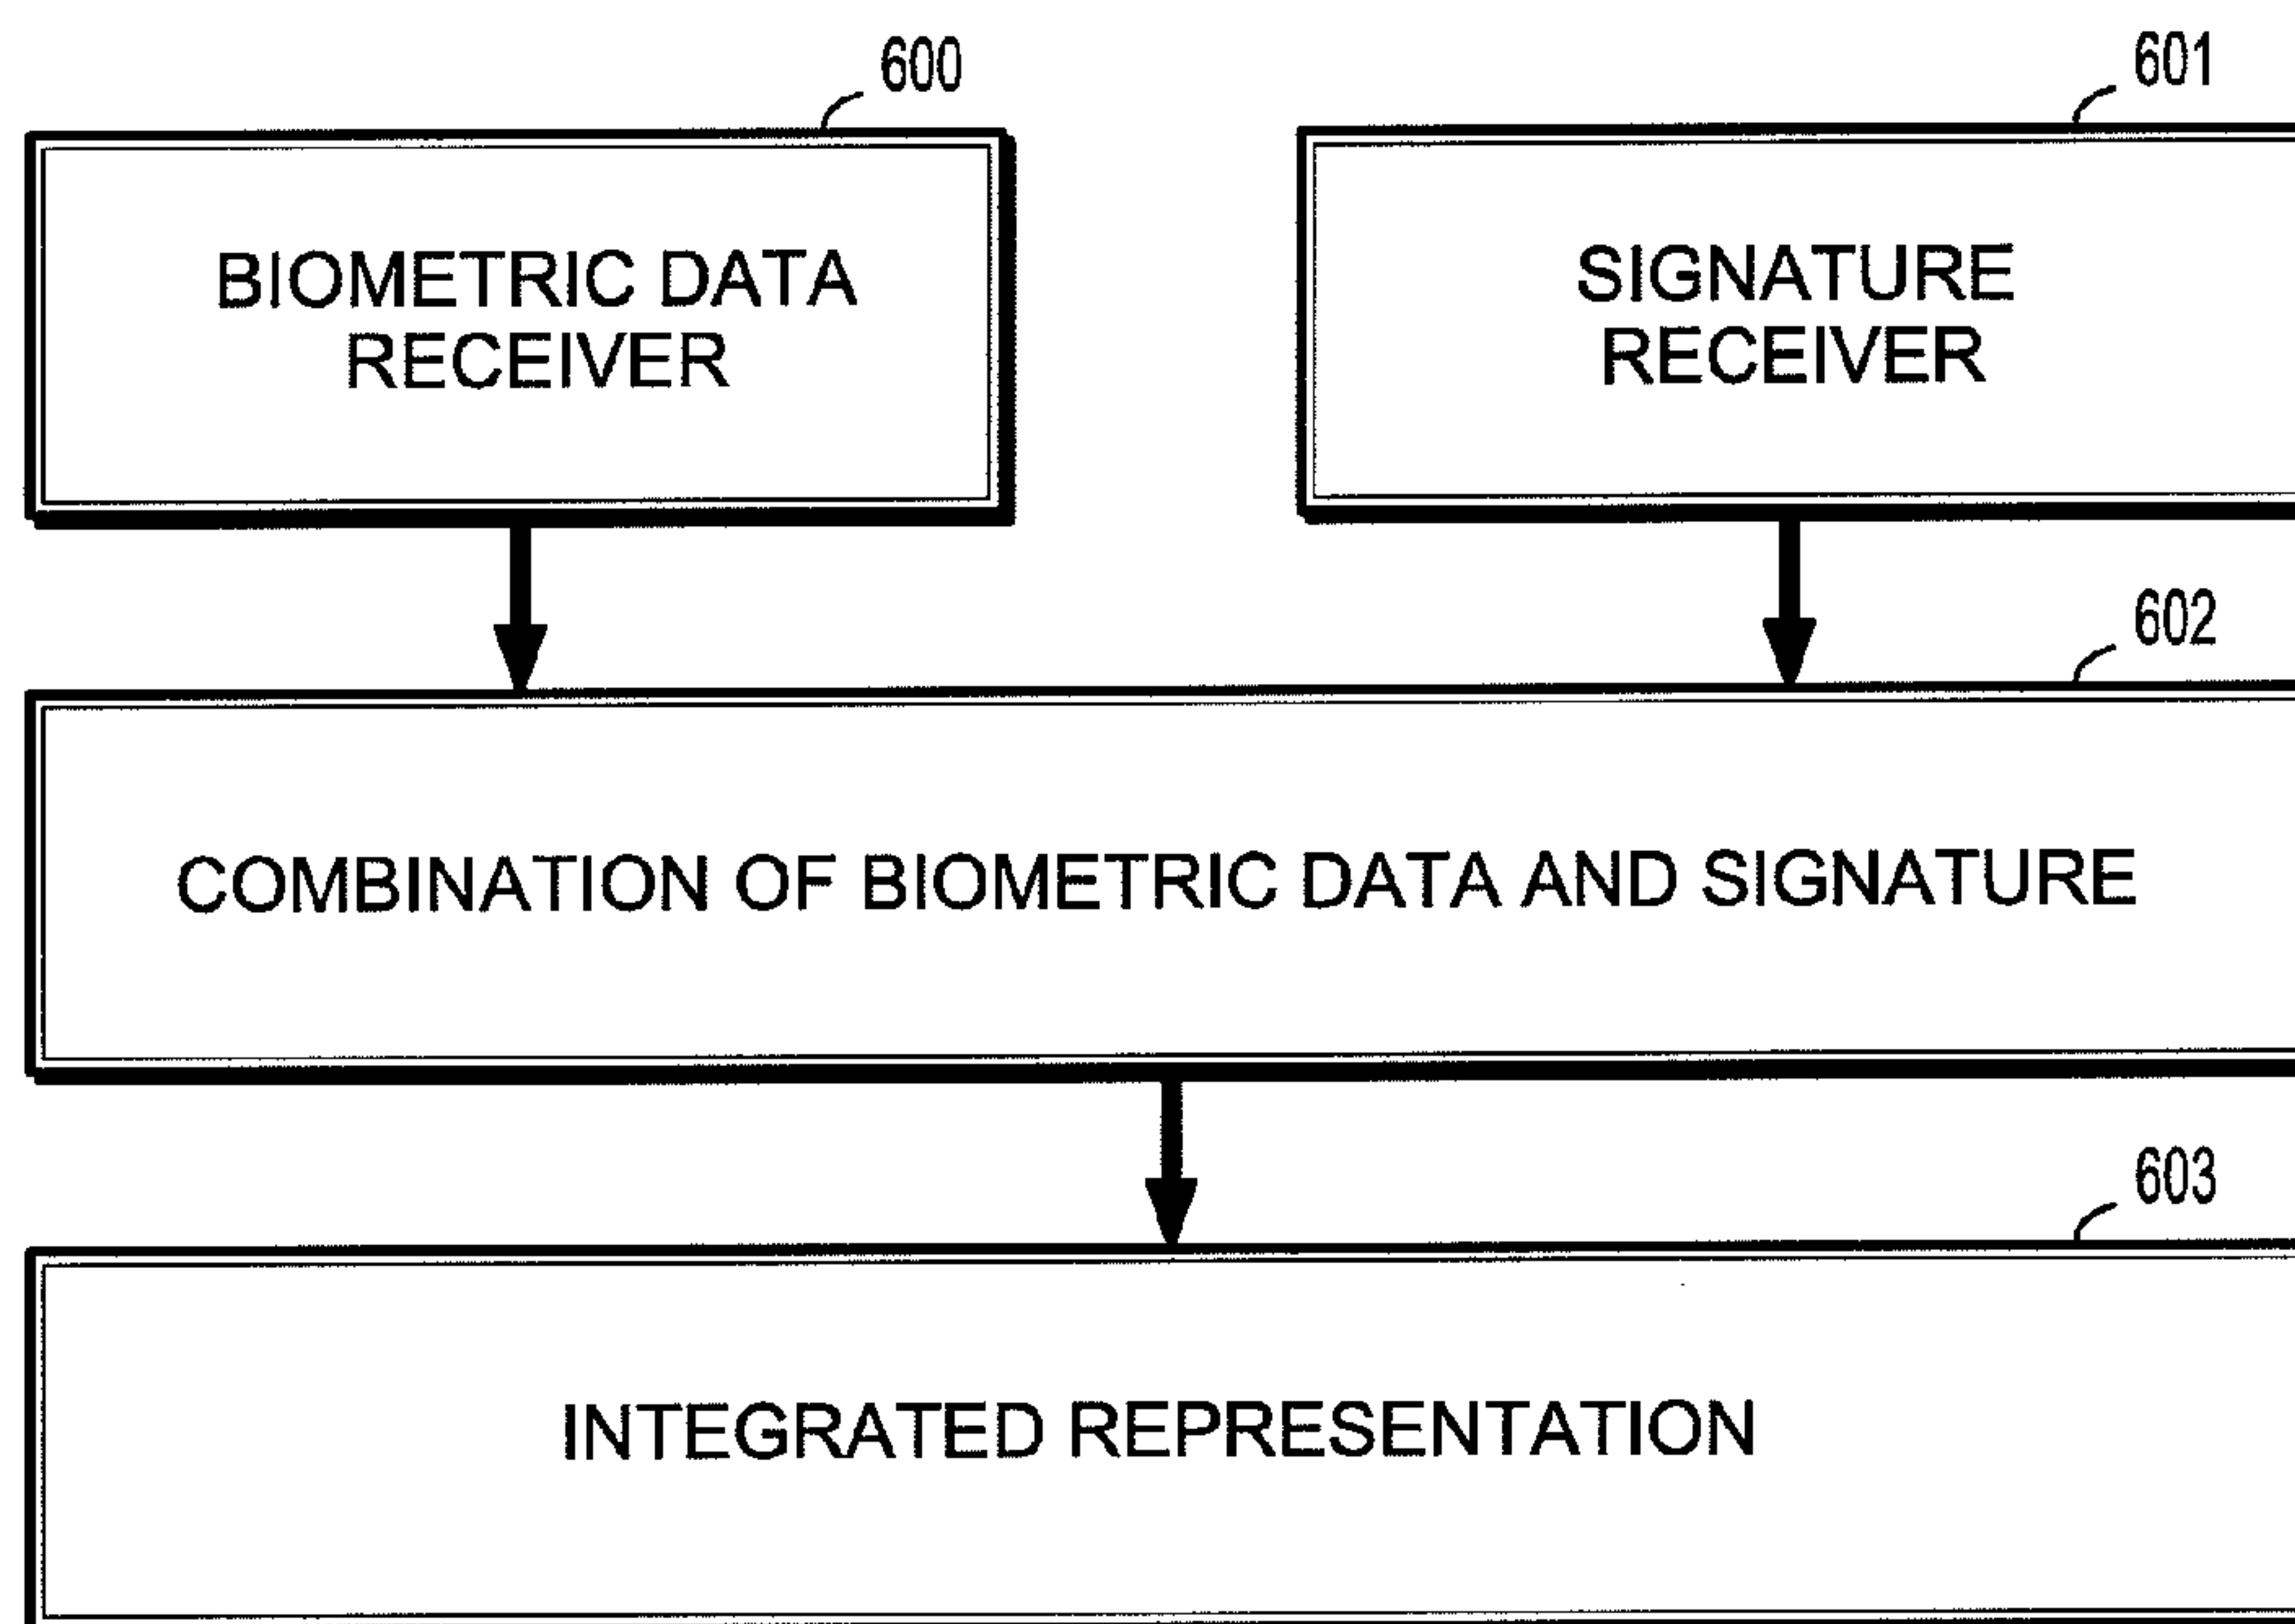 600
601
BIOMETRIC DATA
RECEIVER
SIGNATURE
RECEIVER
602
COMBINATION OF BIOMETRIC DATA AND SIGNATURE
603
INTEGRATED REPRESENTATION